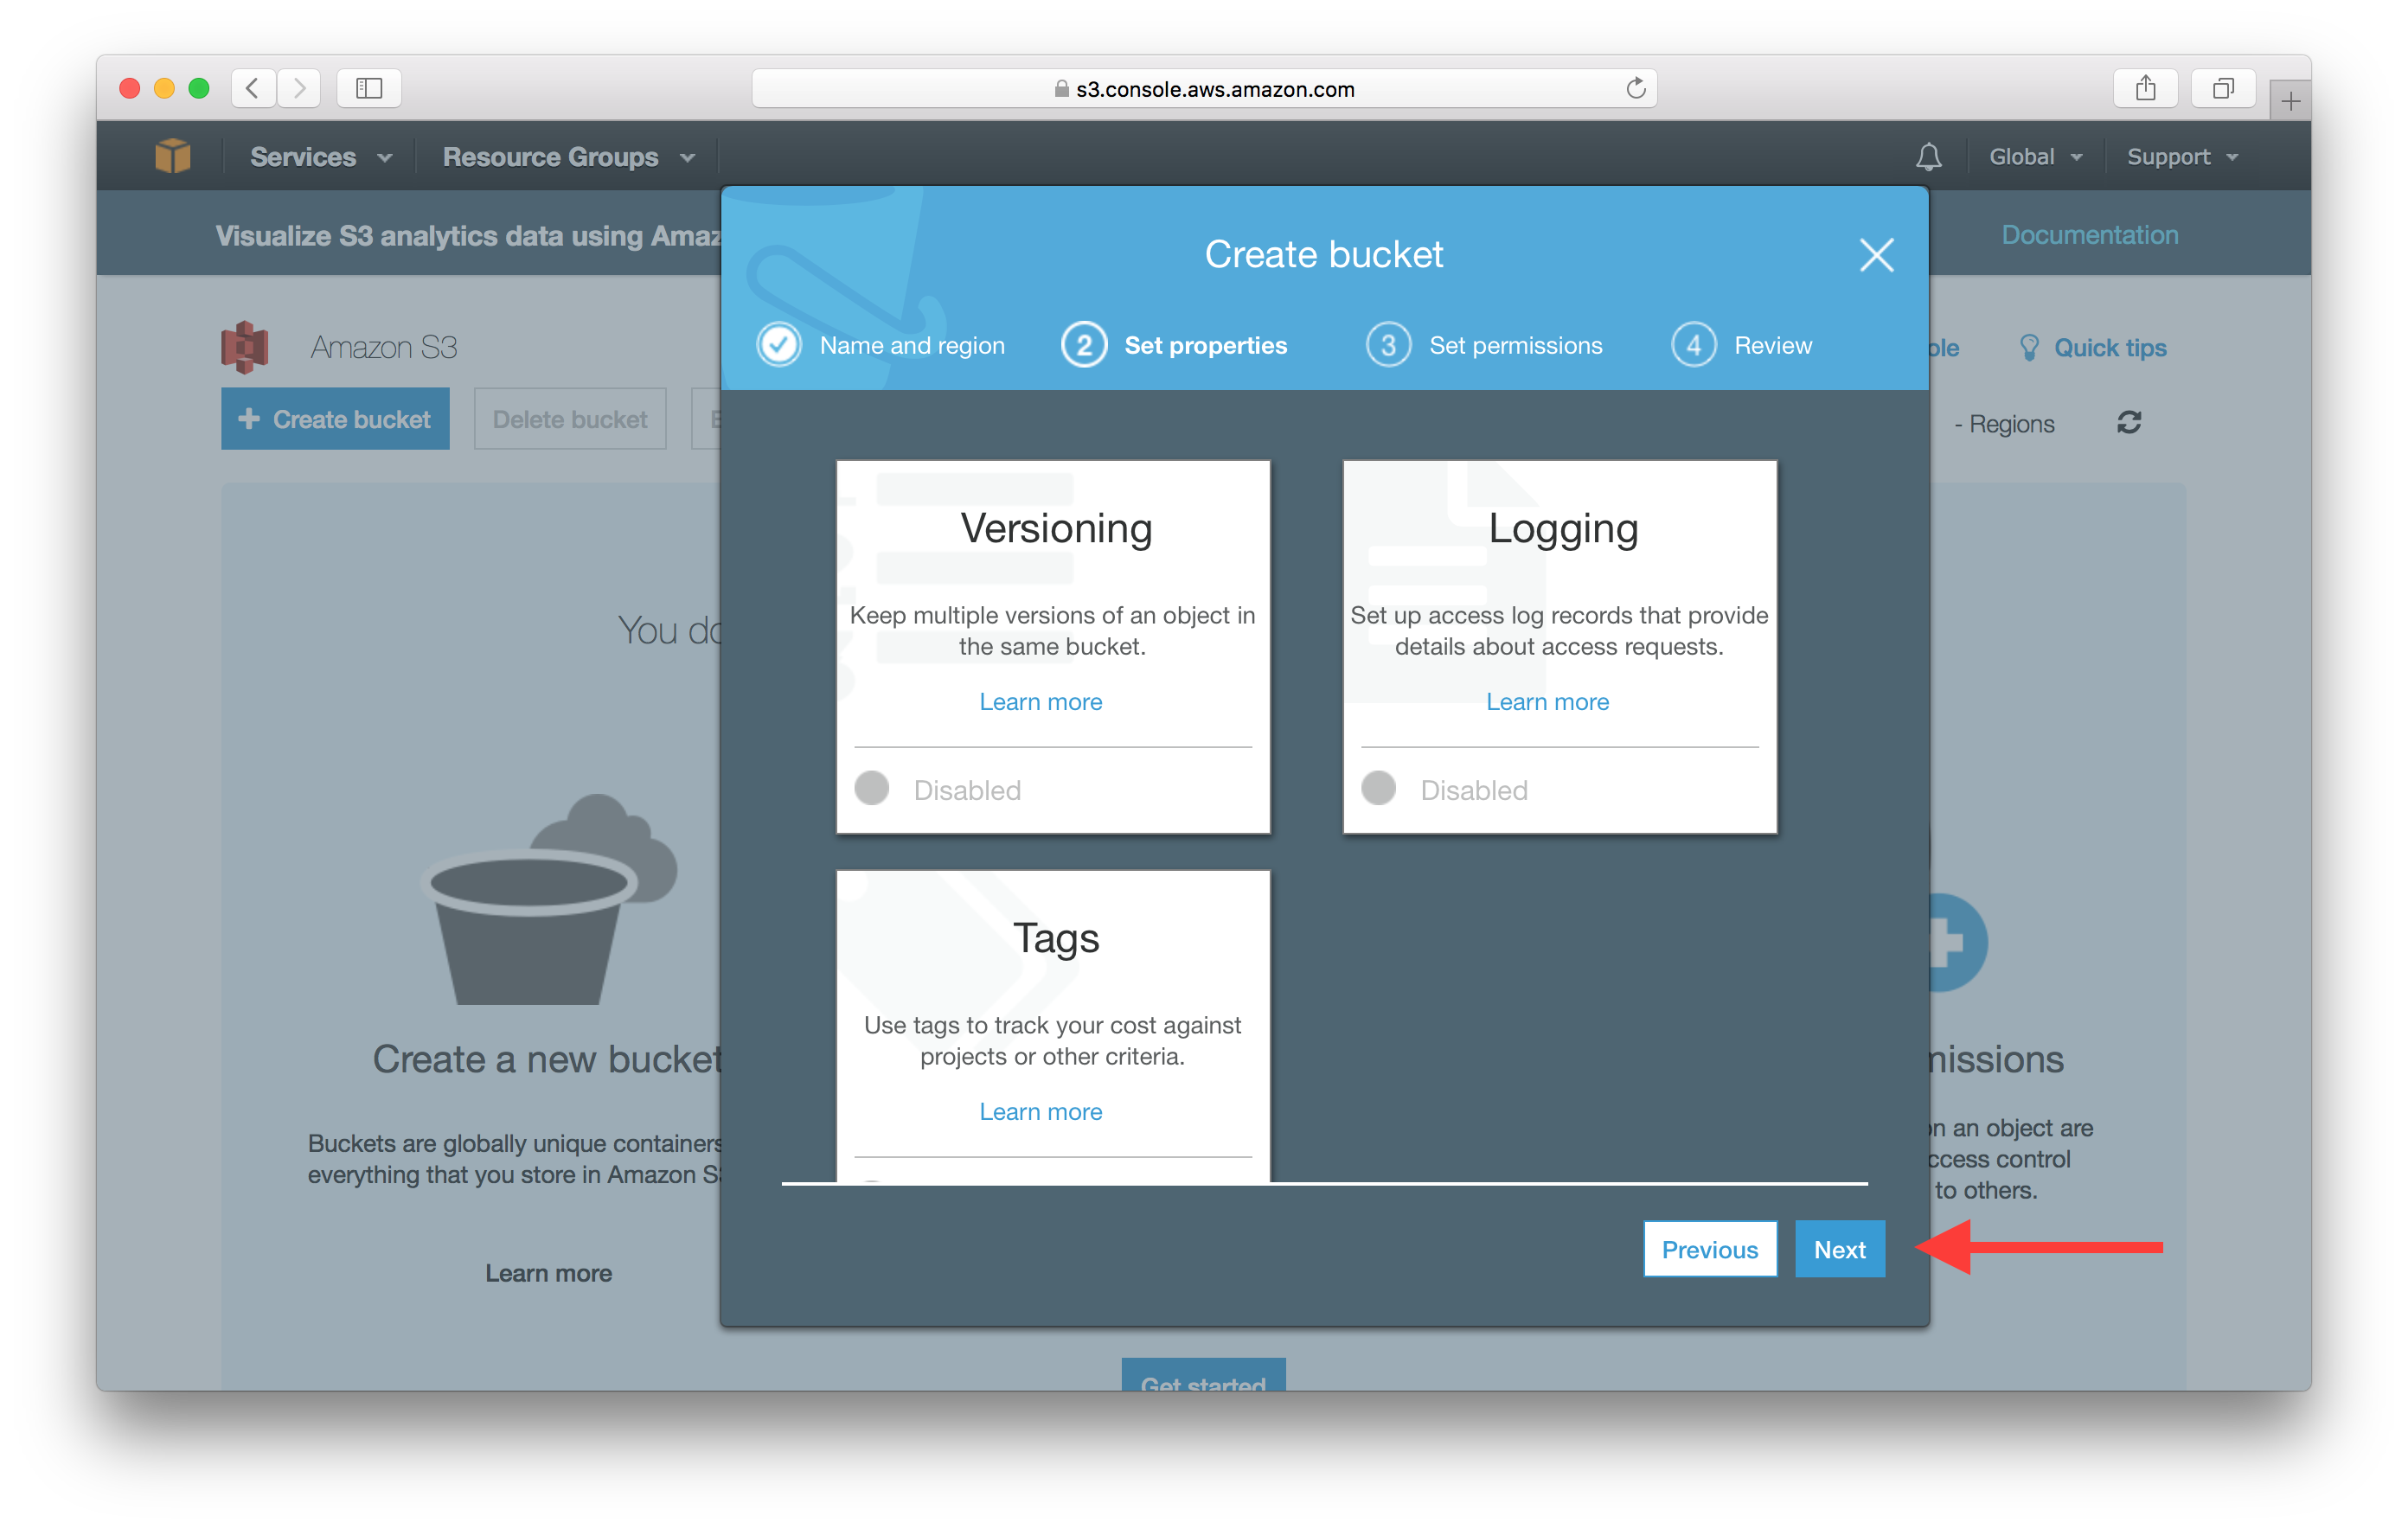 s3.console.aws.amazon.com
Services
Resource Groups
Global
Support
Visualize S3 analytics data using
Documentation
Create bucket
Name and region
2 Set properties
3 Set permissions
4 Review
Amazon S3
Quick tips
Create bucket
Delete bucket
- Regions
Versioning
Keep multiple versions of an object in
the same bucket.
Learn more
Disabled
Logging
Set up access log records that provide
details about access requests.
Learn more
Disabled
You
Tags
Use tags to track your cost against
projects or other criteria.
Learn more
Create a new bucket
Buckets are globally unique containers
everything that you store in Amazon
Learn more
an object are
control
to others.
Previous
Next
Get started